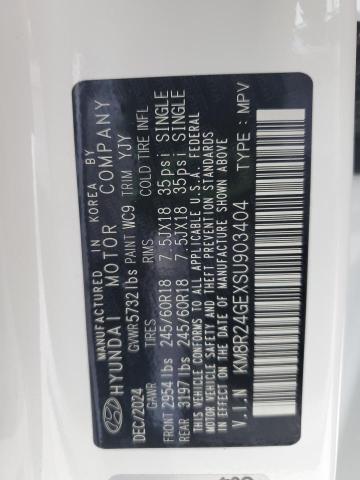 MANUFACTURED IN KOREA BY
HYUNDAI MOTOR COMPANY
GVWR 5732 lbs PAINT WC9 TRIM YJY
DEC/2024 GAWR TIRES RIMS COLD TIRE INFL
FRONT 2954 lbs 245/60R18 7.5JX18 35psi SINGLE
REAR 3197 lbs 245/60R18 7.5JX18 35psi SINGLE
THIS VEHICLE CONFORMS TO ALL APPLICABLE U.S.A. FEDERAL
MOTOR VEHICLE SAFETY, AND THEFT PREVENTION STANDARDS
IN EFFECT ON THE DATE OF MANUFACTURE SHOWN ABOVE.
V.I.N KM8R24GEXSU903404 TYPE : MPV